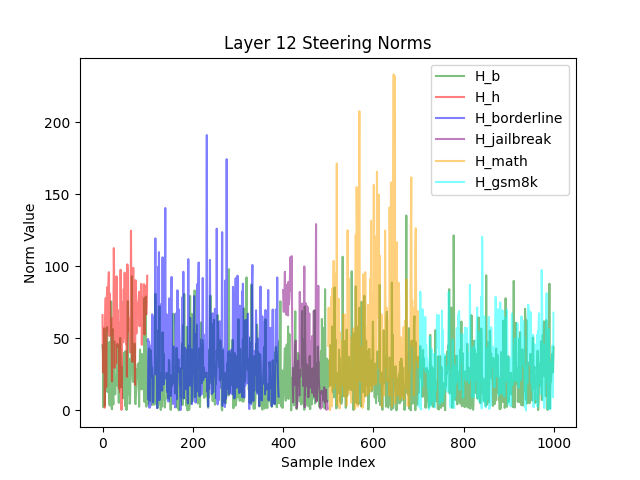 Layer 12 Steering Norms
H_b
H_h
H_borderline
H_jailbreak
H_math
H_gsm8k
Norm Value
200
150
100
50
0
0
200
400
600
800
1000
Sample Index